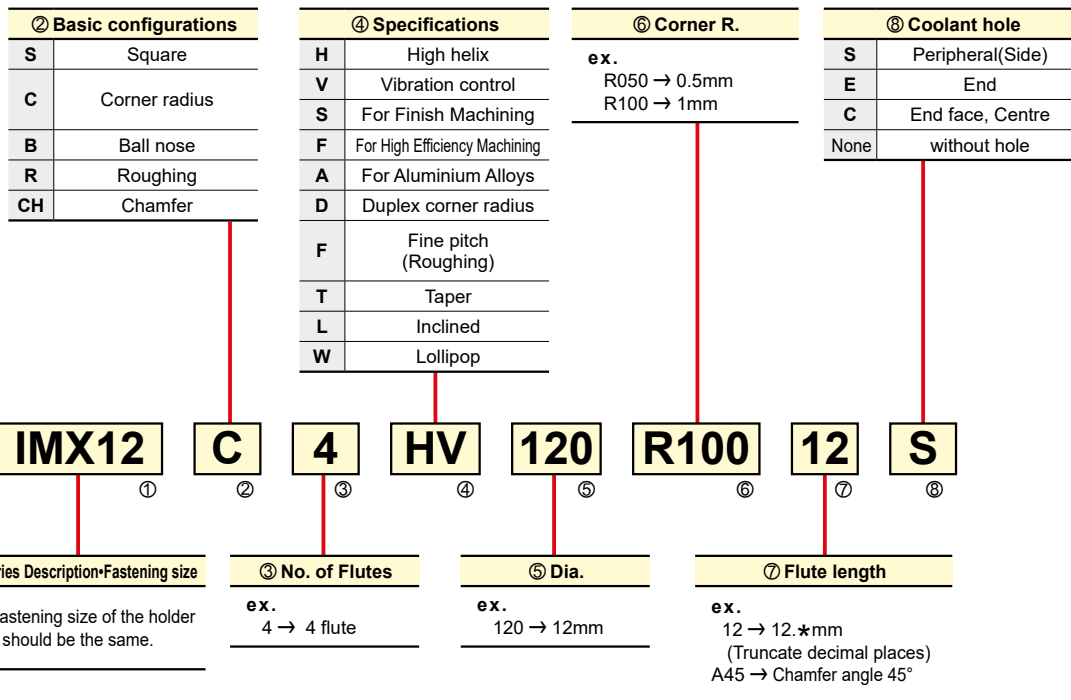 ② Basic configurations
S Square
C Corner radius
B Ball nose
R Roughing
CH Chamfer
④ Specifications
H High helix
V Vibration control
S For Finish Machining
F For High Efficiency Machining
A For Aluminium Alloys
D Duplex corner radius
F Fine pitch
(Roughing)
T Taper
L Inclined
W Lollipop
⑥ Corner R.
ex.
R050 → 0.5mm
R100 → 1mm
⑧ Coolant hole
S Peripheral(Side)
E End
C End face, Centre
None without hole
IMX12 C 4 HV 120 R100 12 S
① ② ③ ④ ⑤ ⑥ ⑦ ⑧
Description•Fastening size
size of the holder
should be the same.
③ No. of Flutes
ex.
4 → 4 flute
⑤ Dia.
ex.
120 → 12mm
⑦ Flute length
ex.
12 → 12.★mm
(Truncate decimal places)
A45 → Chamfer angle 45°